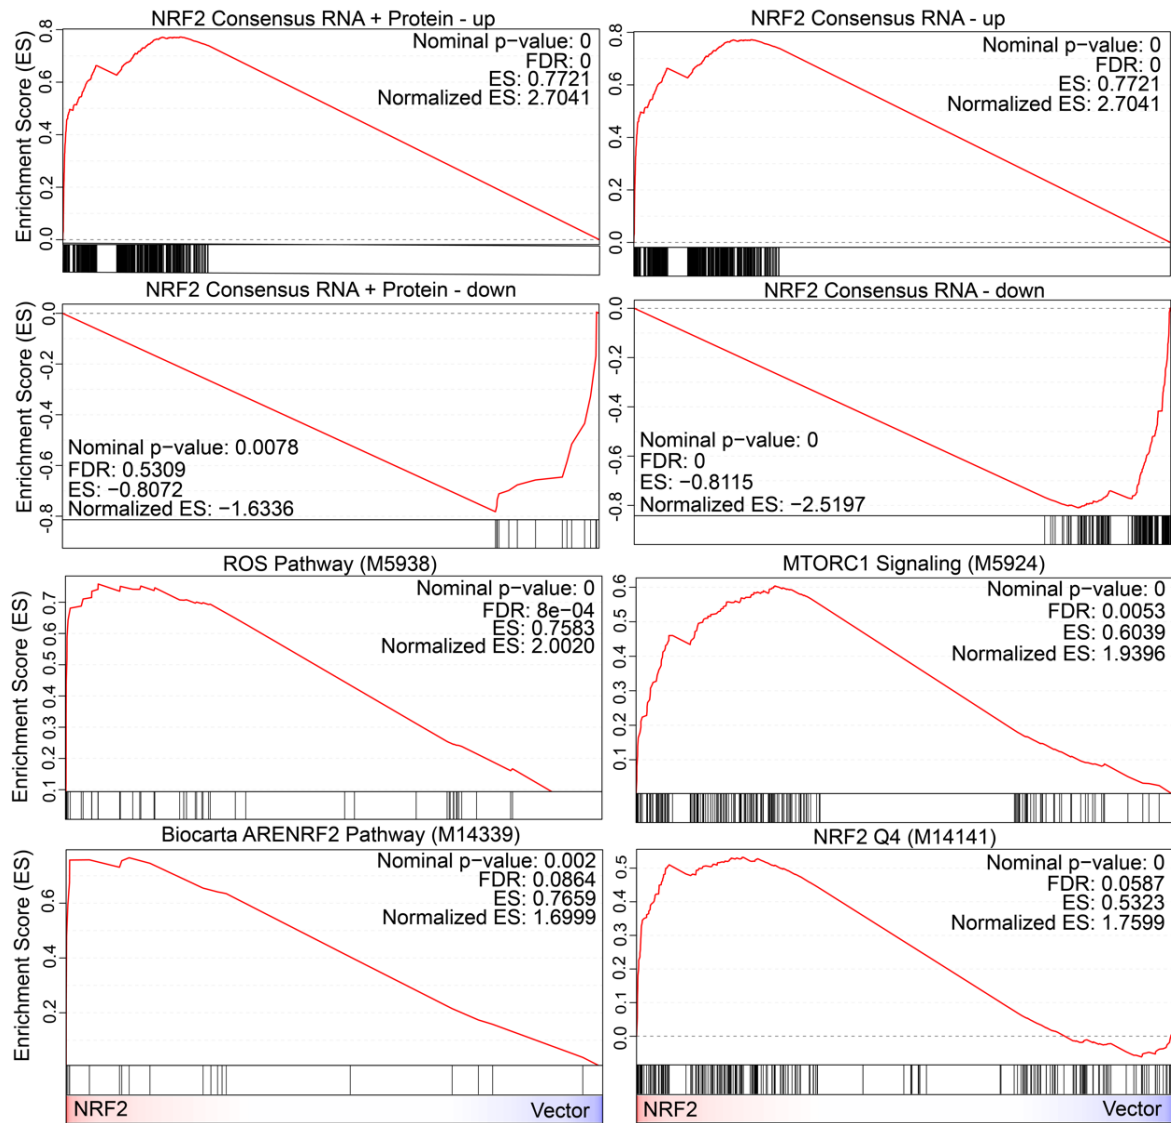 NRF2 Consensus RNA + Protein - up
Enrichment Score (ES)
0.8
0.6
0.4
0.2
0.0
Nominal p−value: 0
FDR: 0
ES: 0.7721
Normalized ES: 2.7041
NRF2 Consensus RNA - up
0.8
0.6
0.4
0.2
0.0
Nominal p−value: 0
FDR: 0
ES: 0.7721
Normalized ES: 2.7041
NRF2 Consensus RNA + Protein - down
Enrichment Score (ES)
0.0
−0.2
−0.4
−0.6
−0.8
Nominal p−value: 0.0078
FDR: 0.5309
ES: −0.8072
Normalized ES: −1.6336
NRF2 Consensus RNA - down
0.0
−0.2
−0.4
−0.6
−0.8
Nominal p−value: 0
FDR: 0
ES: −0.8115
Normalized ES: −2.5197
ROS Pathway (M5938)
Enrichment Score (ES)
0.7
0.6
0.5
0.4
0.3
0.2
0.1
Nominal p−value: 0
FDR: 8e−04
ES: 0.7583
Normalized ES: 2.0020
MTORC1 Signaling (M5924)
0.6
0.5
0.4
0.3
0.2
0.1
Nominal p−value: 0
FDR: 0.0053
ES: 0.6039
Normalized ES: 1.9396
Biocarta ARENRF2 Pathway (M14339)
Enrichment Score (ES)
0.6
0.4
0.2
Nominal p−value: 0.002
FDR: 0.0864
ES: 0.7659
Normalized ES: 1.6999
NRF2
Vector
NRF2 Q4 (M14141)
0.5
0.4
0.3
0.2
0.1
0.0
Nominal p−value: 0
FDR: 0.0587
ES: 0.5323
Normalized ES: 1.7599
NRF2
Vector